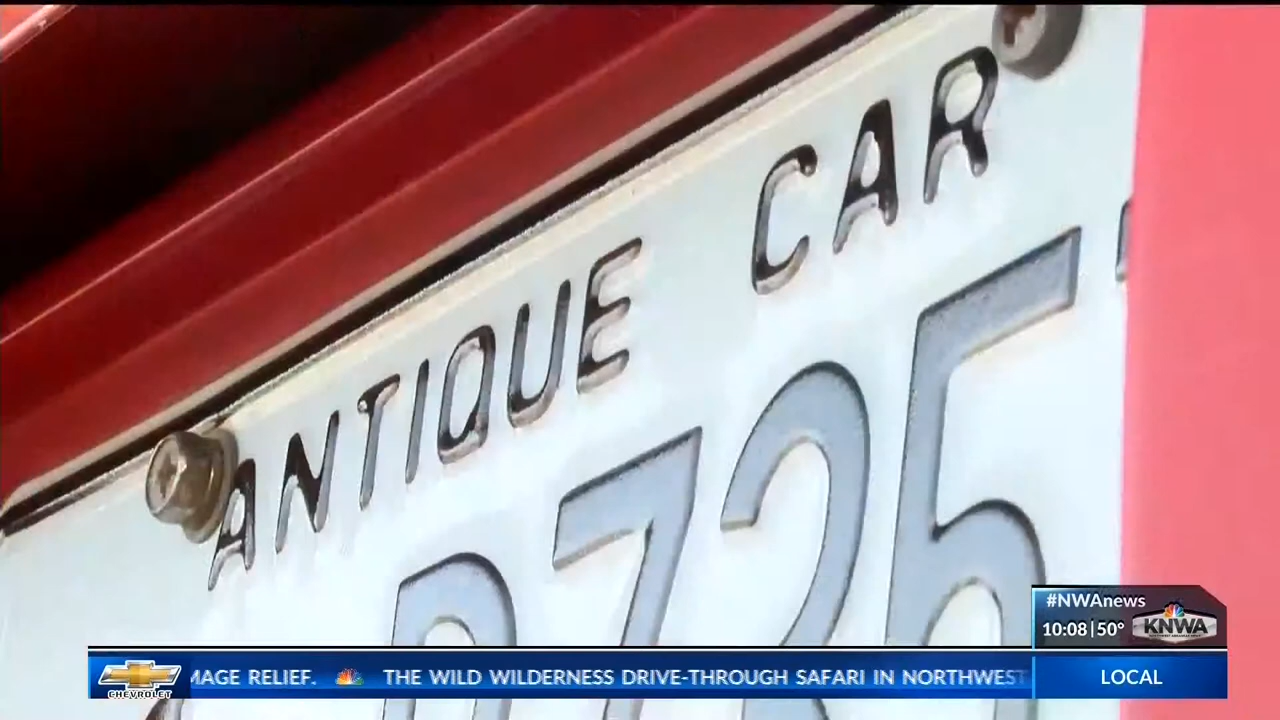 ANTIQUE CAR
725
#NWAnews
10:08|50°
KNWA
MAGE RELIEF. THE WILD WILDERNESS DRIVE-THROUGH SAFARI IN NORTHWEST
LOCAL
CHEVROLET